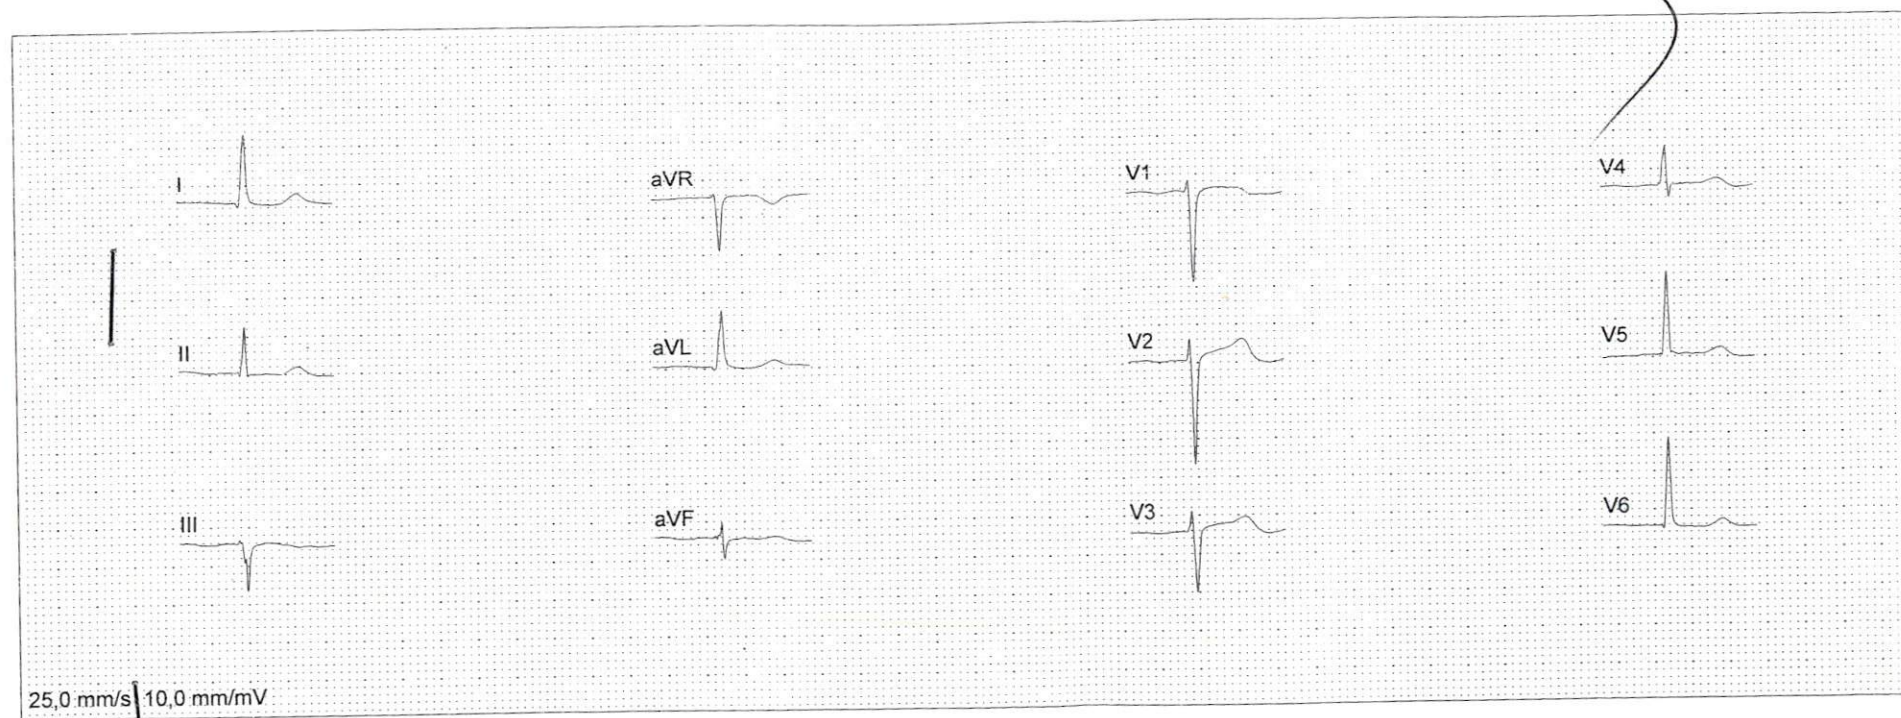 I
aVR
V1
V4
II
aVL
V2
V5
III
aVF
V3
V6
25,0 mm/s 10,0 mm/mV